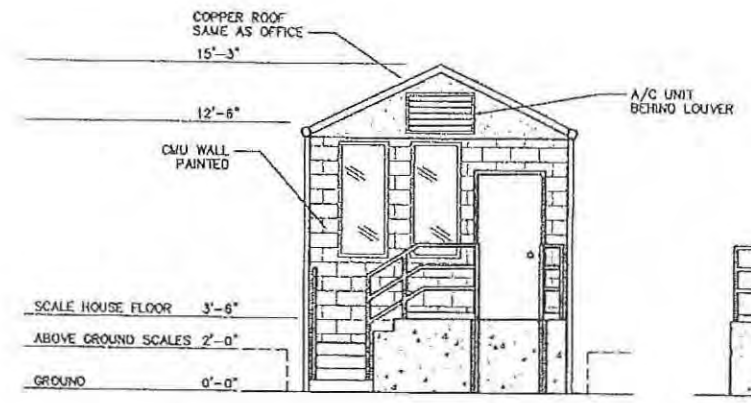 COPPER ROOF
SAME AS OFFICE
15'-3"
12'-6"
A/C UNIT
BEHIND LOUVER
CMU WALL
PAINTED
SCALE HOUSE FLOOR 3'-6"
ABOVE GROUND SCALES 2'-0"
GROUND 0'-0"